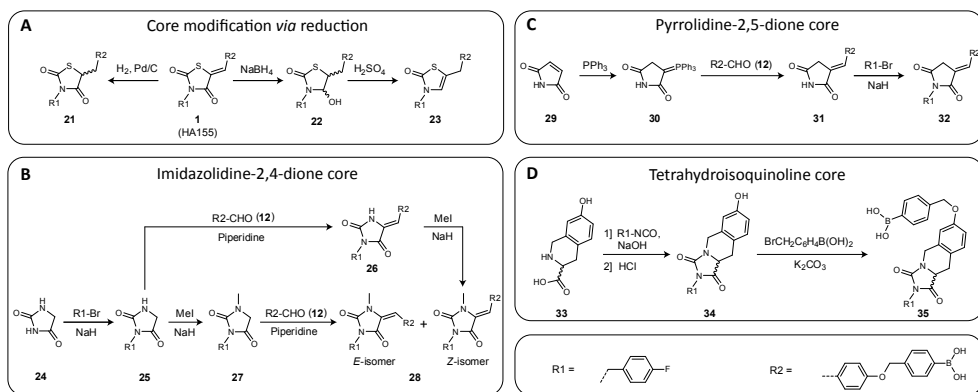 A Core modification via reduction
R2
R2
R2
R2
S
S
S
S
H2, Pd/C
NaBH4
H2SO4
O
O
O
O
N
N
N
N
O
O
OH
R1
R1
R1
R1
21
1
22
23
(HA155)
B Imidazolidine-2,4-dione core
R2-CHO (12)
Piperidine
H
N
R2
O
N
O
R1
26
MeI
NaH
H
N
O
HN
O
24
R1-Br
NaH
H
N
O
N
O
R1
25
MeI
NaH
N
O
N
O
R1
27
R2-CHO (12)
Piperidine
N
R2
O
N
O
R1
E-isomer
+
N
R2
O
N
O
R1
Z-isomer
28
C Pyrrolidine-2,5-dione core
O
N
H
O
29
PPh3
PPh3
O
N
H
O
30
R2-CHO (12)
R2
O
N
H
O
31
R1-Br
NaH
R2
O
N
O
R1
32
D Tetrahydroisoquinoline core
OH
HN
HO
O
33
1] R1-NCO,
NaOH
2] HCl
OH
O
N
N
O
R1
34
BrCH2C6H4B(OH)2
K2CO3
OH
HO
B
O
O
N
N
O
R1
35
R1 =
F
R2 =
O
B
OH
OH